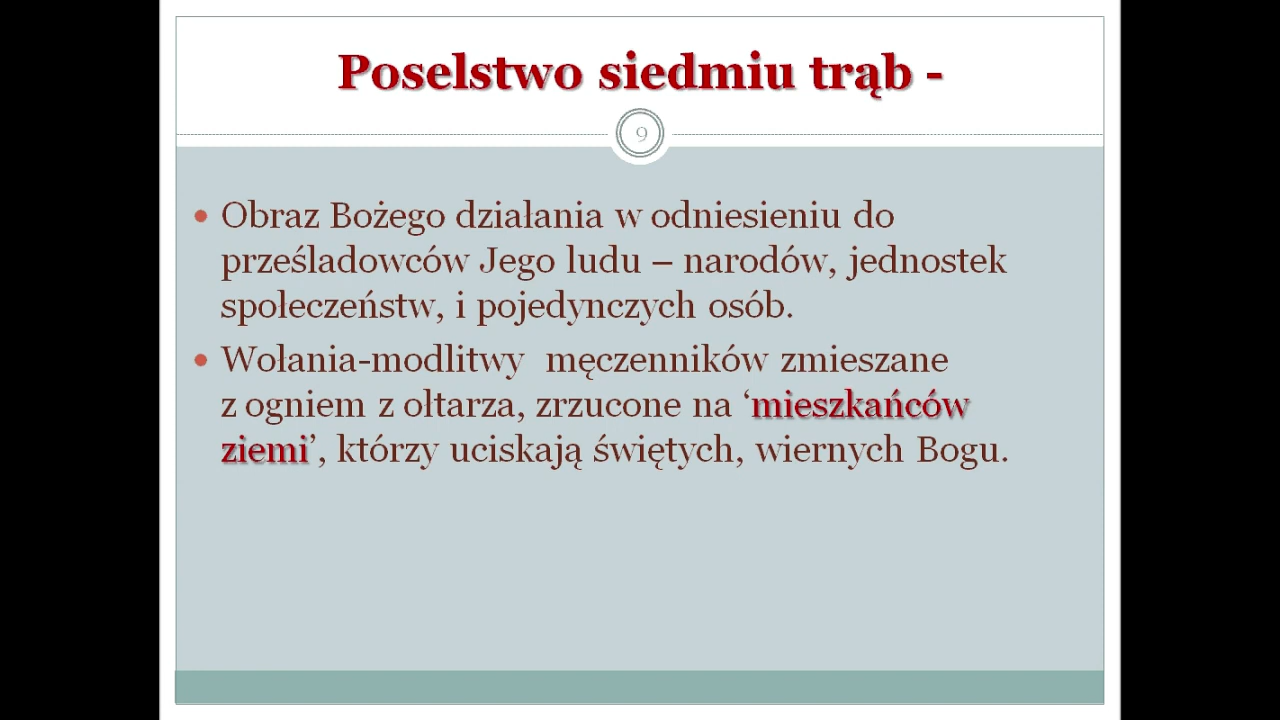 Poselstwo siedmiu trąb -
9
• Obraz Bożego działania w odniesieniu do
prześladowców Jego ludu – narodów, jednostek
społeczeństw, i pojedynczych osób.
• Wołania-modlitwy  męczenników zmieszane
z ogniem z ołtarza, zrzucone na ‘mieszkańców
ziemi’, którzy uciskają świętych, wiernych Bogu.